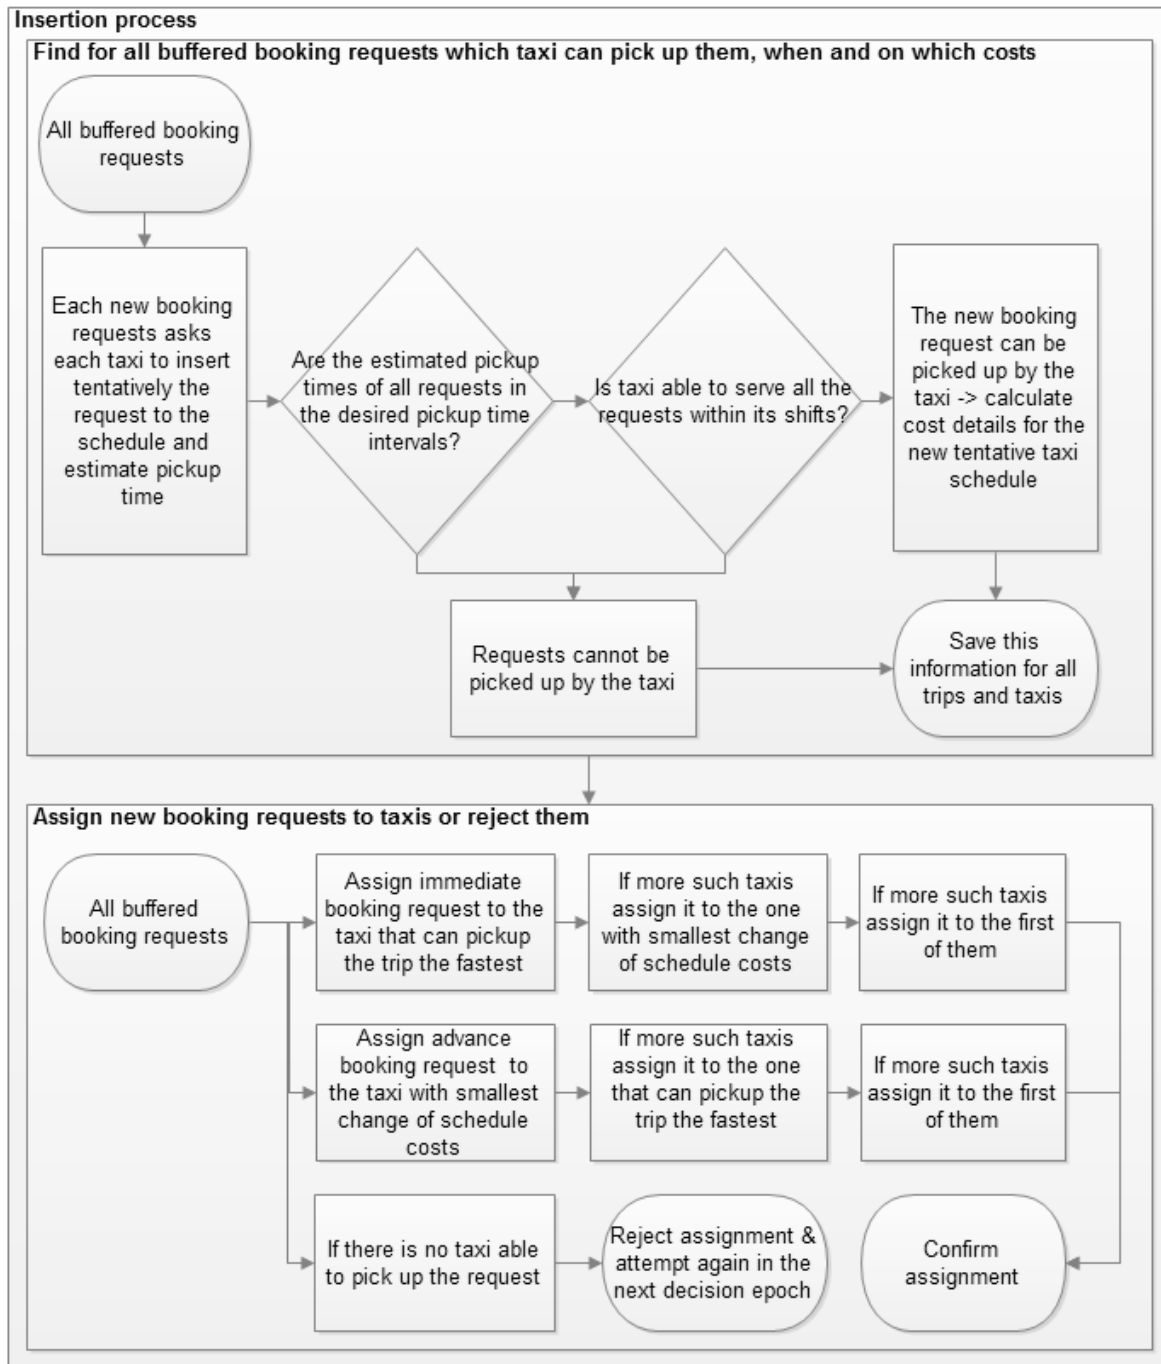 Insertion process
Find for all buffered booking requests which taxi can pick up them, when and on which costs
All buffered booking
requests
Each new booking
requests asks
each taxi to insert
tentatively the
request to the
schedule and
estimate pickup
time
Are the estimated pickup
times of all requests in
the desired pickup time
intervals?
Is taxi able to serve all the
requests within its shifts?
The new booking
request can be
picked up by the
taxi -> calculate
cost details for the
new tentative taxi
schedule
Requests cannot be
picked up by the taxi
Save this
information for all
trips and taxis
Assign new booking requests to taxis or reject them
All buffered
booking requests
Assign immediate
booking request to the
taxi that can pickup
the trip the fastest
If more such taxis
assign it to the one
with smallest change
of schedule costs
If more such taxis
assign it to the first
of them
Assign advance
booking request to
the taxi with smallest
change of schedule
costs
If more such taxis
assign it to the one
that can pickup the
trip the fastest
If more such taxis
assign it to the first
of them
If there is no taxi able
to pick up the request
Reject assignment &
attempt again in the
next decision epoch
Confirm
assignment